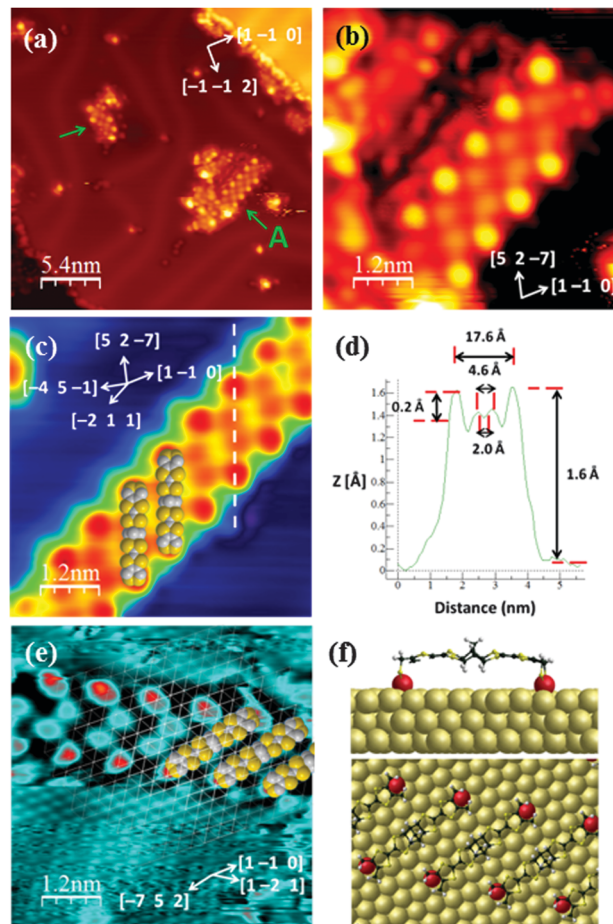 (a)
[1 −1 0]
[−1 −1 2]
A
5.4nm
(b)
1.2nm
[5 2 −7]
[1 −1 0]
(c)
[5 2 −7]
[−4 5 −1]
[1 −1 0]
[−2 1 1]
1.2nm
(d)
17.6 Å
4.6 Å
0.2 Å
2.0 Å
1.6 Å
Z [Å]
1.6
1.4
1.2
1
0.8
0.6
0.4
0.2
0
0 1 2 3 4 5
Distance (nm)
(e)
1.2nm
[1 −1 0]
[−7 5 2]
[1 −2 1]
(f)